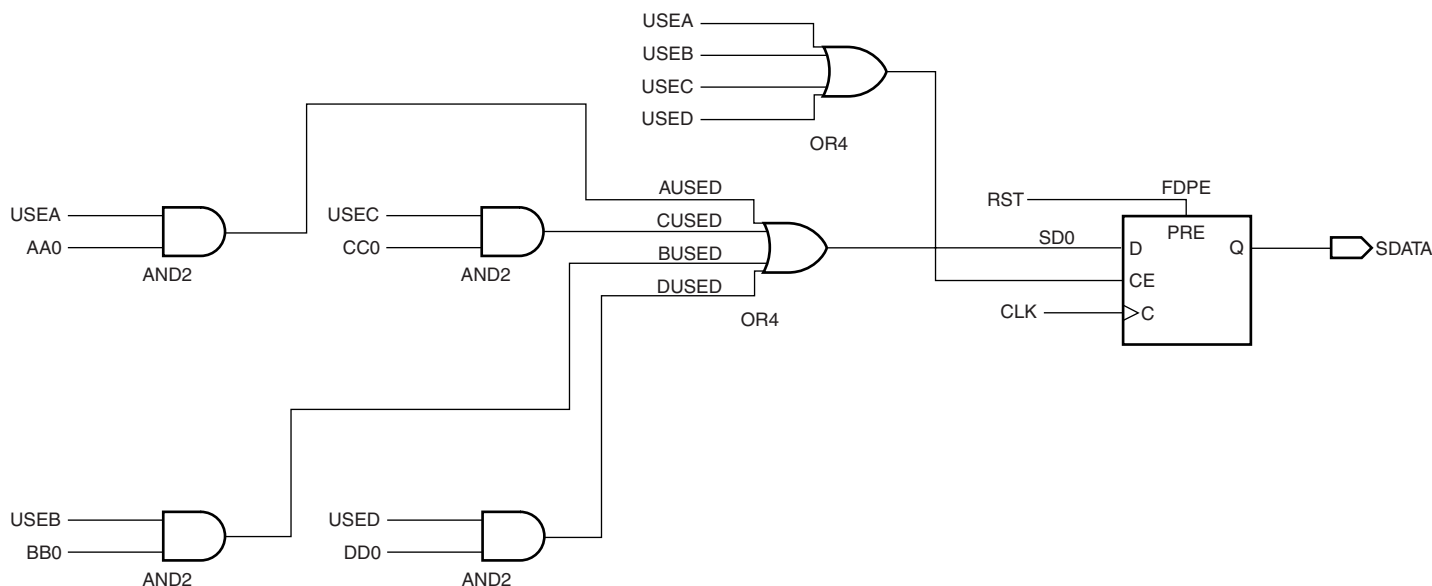 USEA
USEB
USEC
USED
OR4
AUSED
CUSED
BUSED
DUSED
OR4
USEA
AA0
AND2
USEC
CC0
AND2
RST
FDPE
PRE
SD0
D
Q
CE
CLK
C
SDATA
USEB
BB0
AND2
USED
DD0
AND2